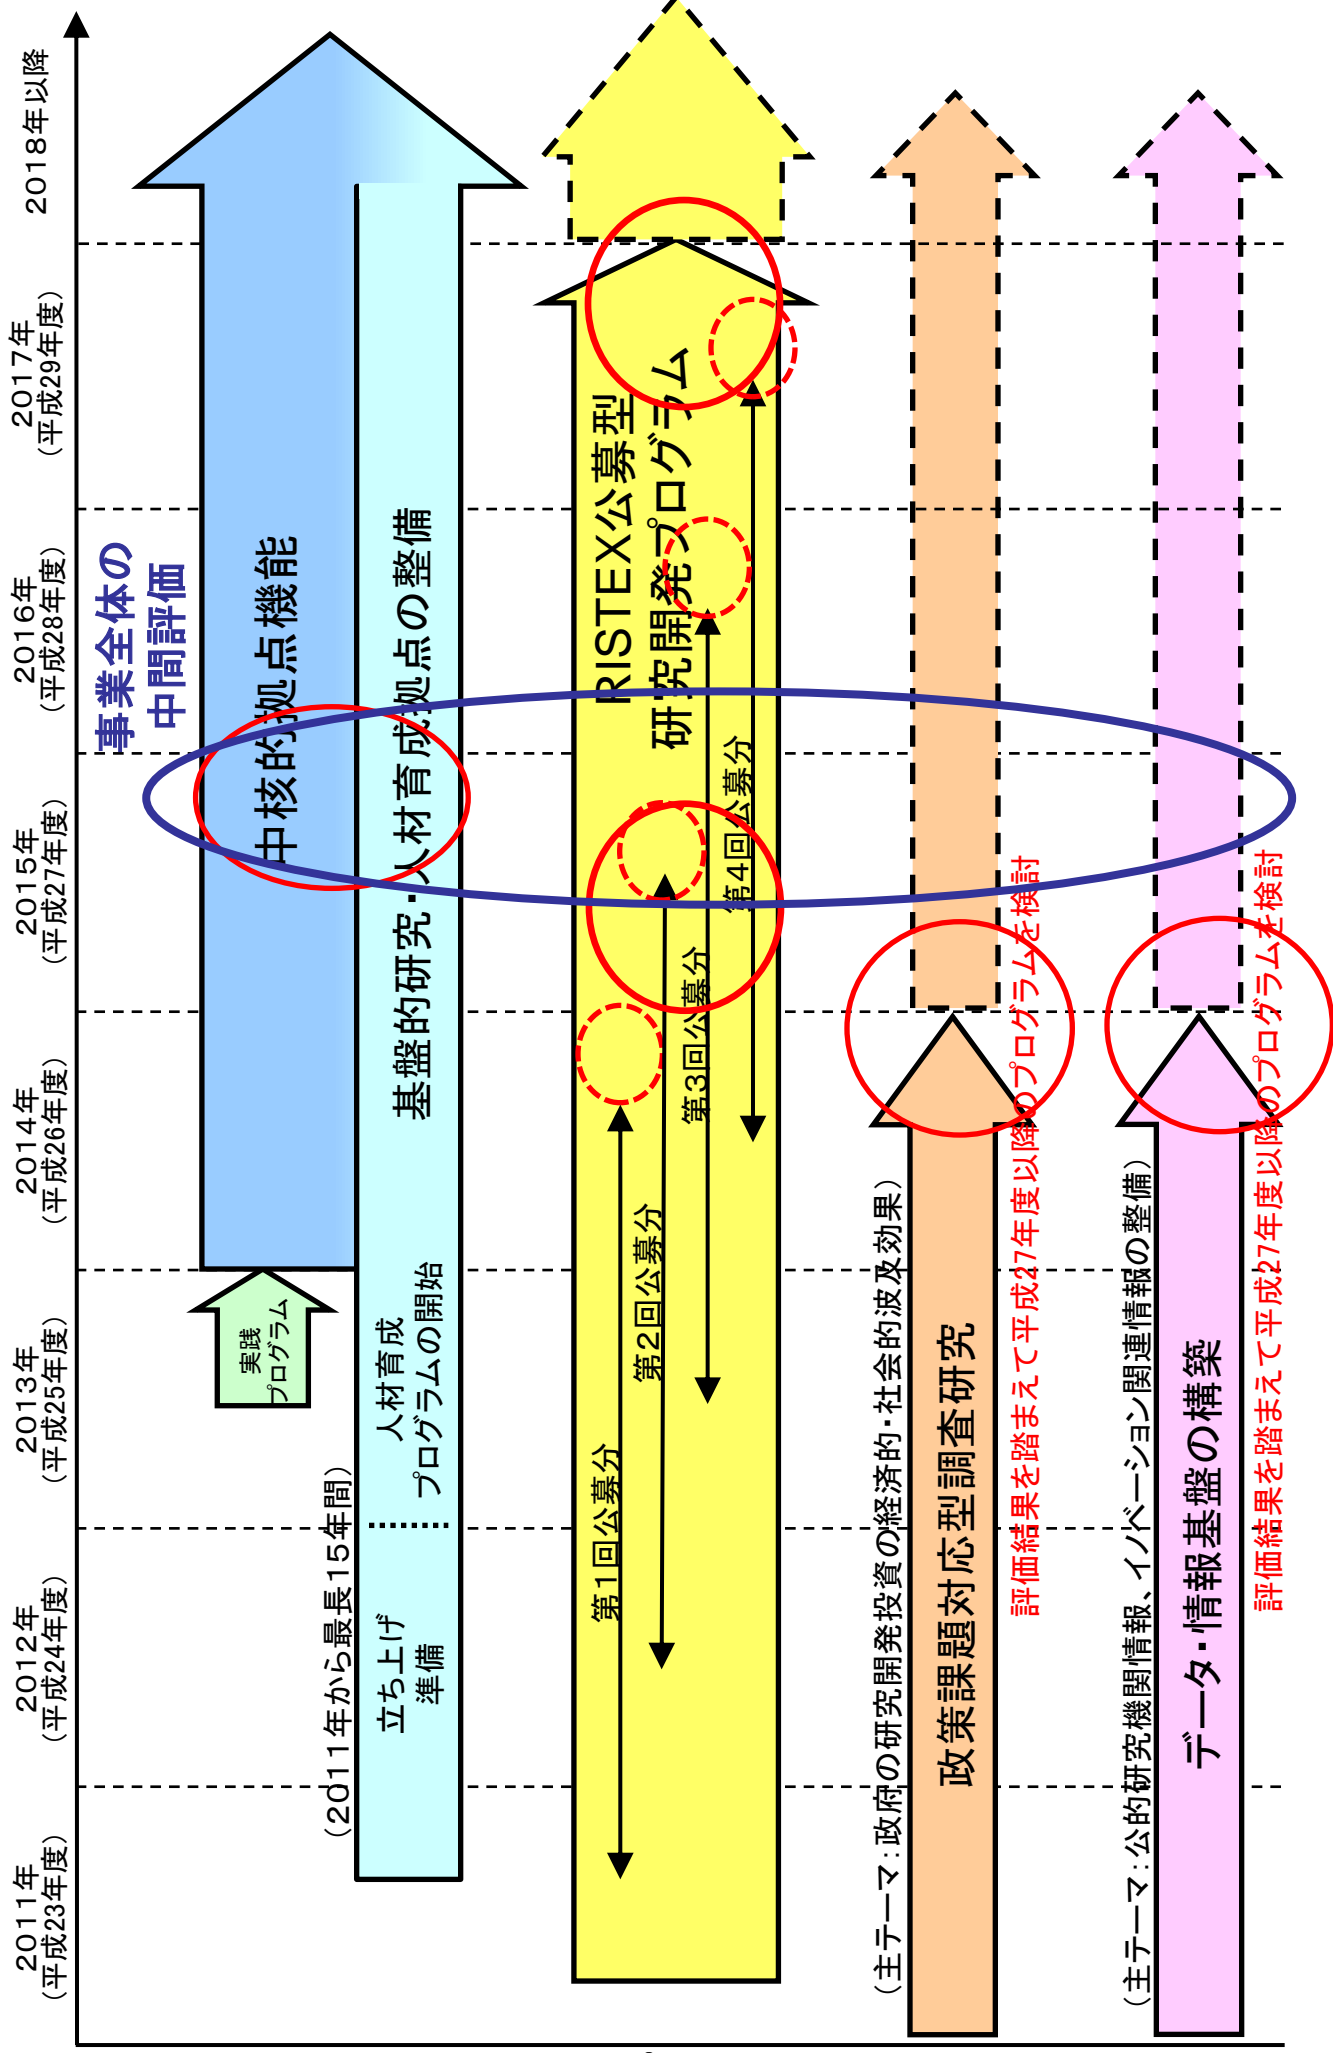 2011年
（平成23年度）
2012年
（平成24年度）
2013年
（平成25年度）
2014年
（平成26年度）
2015年
（平成27年度）
2016年
（平成28年度）
2017年
（平成29年度）
2018年以降
事業全体の
中間評価
実践
プログラム
中核的拠点機能
（2011年から最長15年間）
立ち上げ
準備
人材育成
プログラムの開始
基盤的研究・人材育成拠点の整備
RISTEX公募型
研究開発プログラム
第1回公募分
第2回公募分
第3回公募分
第4回公募分
（主テーマ：政府の研究開発投資の経済的・社会的波及効果）
政策課題対応型調査研究
評価結果を踏まえて平成27年度以降のプログラムを検討
（主テーマ：公的研究機関情報、イノベーション関連情報の整備）
データ・情報基盤の構築
評価結果を踏まえて平成27年度以降のプログラムを検討